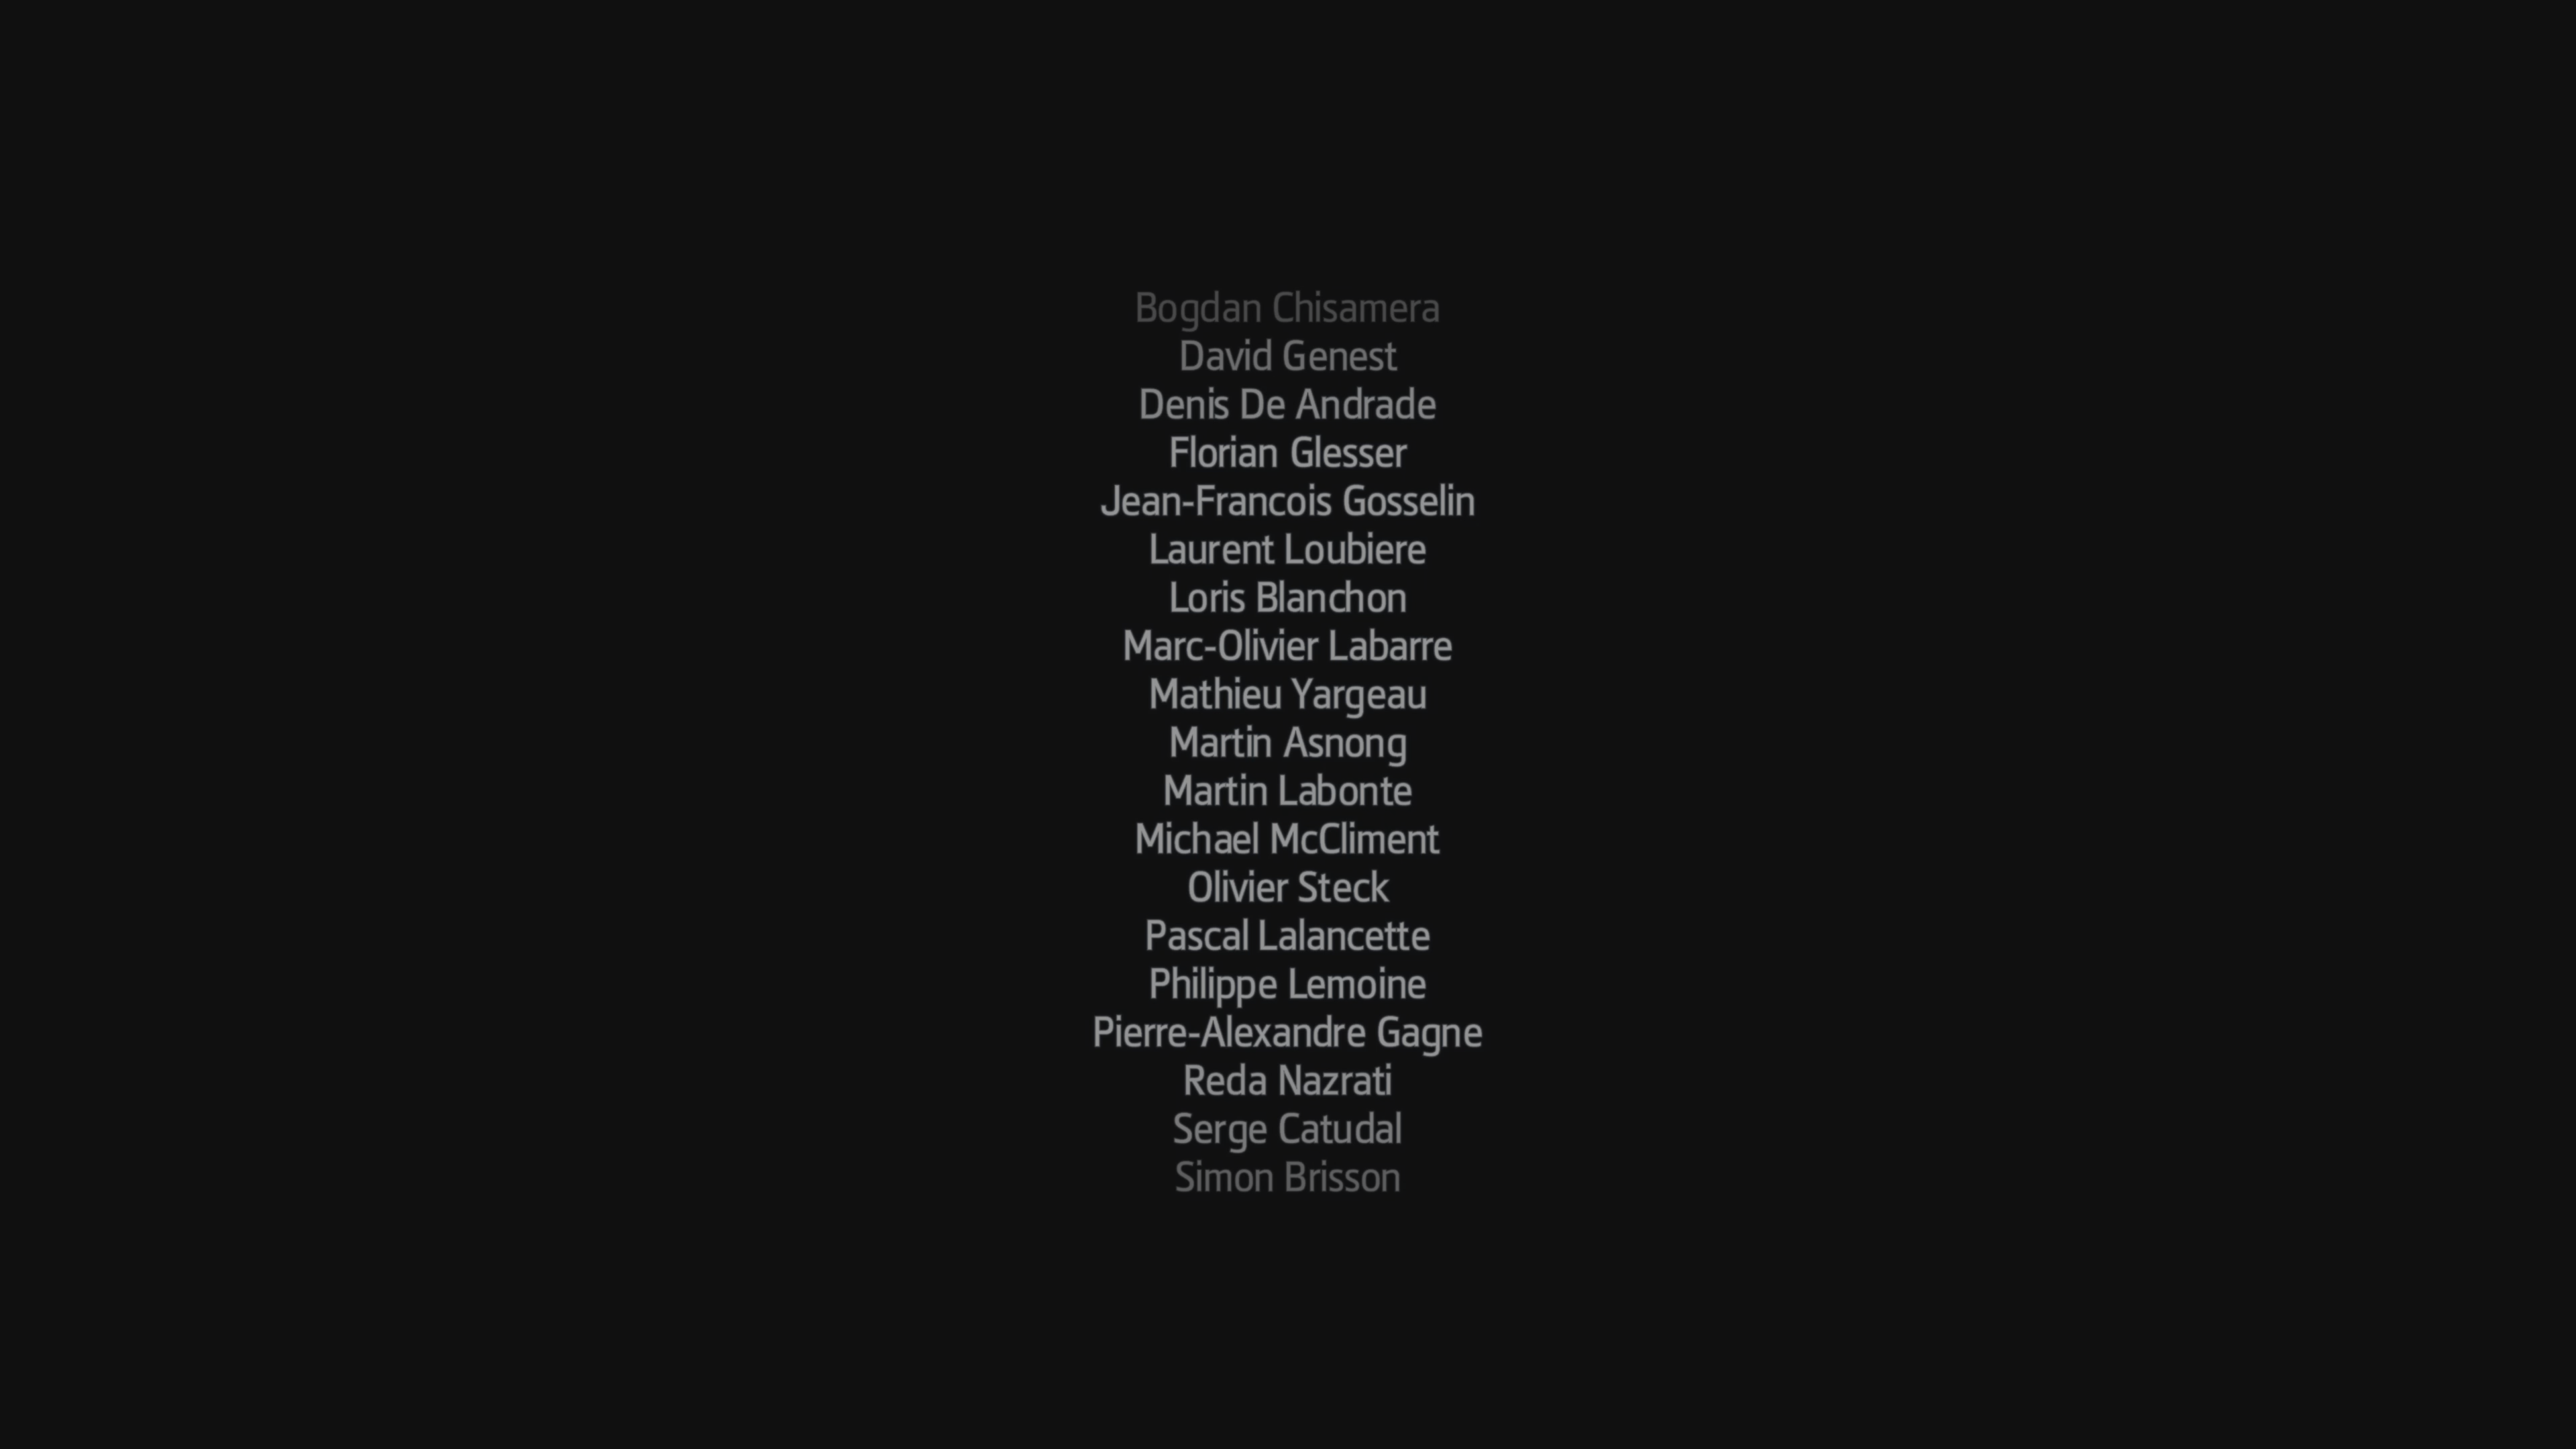 Bogdan Chisamera
David Genest
Denis De Andrade
Florian Glesser
Jean-Francois Gosselin
Laurent Loubiere
Loris Blanchon
Marc-Olivier Labarre
Mathieu Yargeau
Martin Asnong
Martin Labonte
Michael McCliment
Olivier Steck
Pascal Lalancette
Philippe Lemoine
Pierre-Alexandre Gagne
Reda Nazrati
Serge Catudal
Simon Brisson